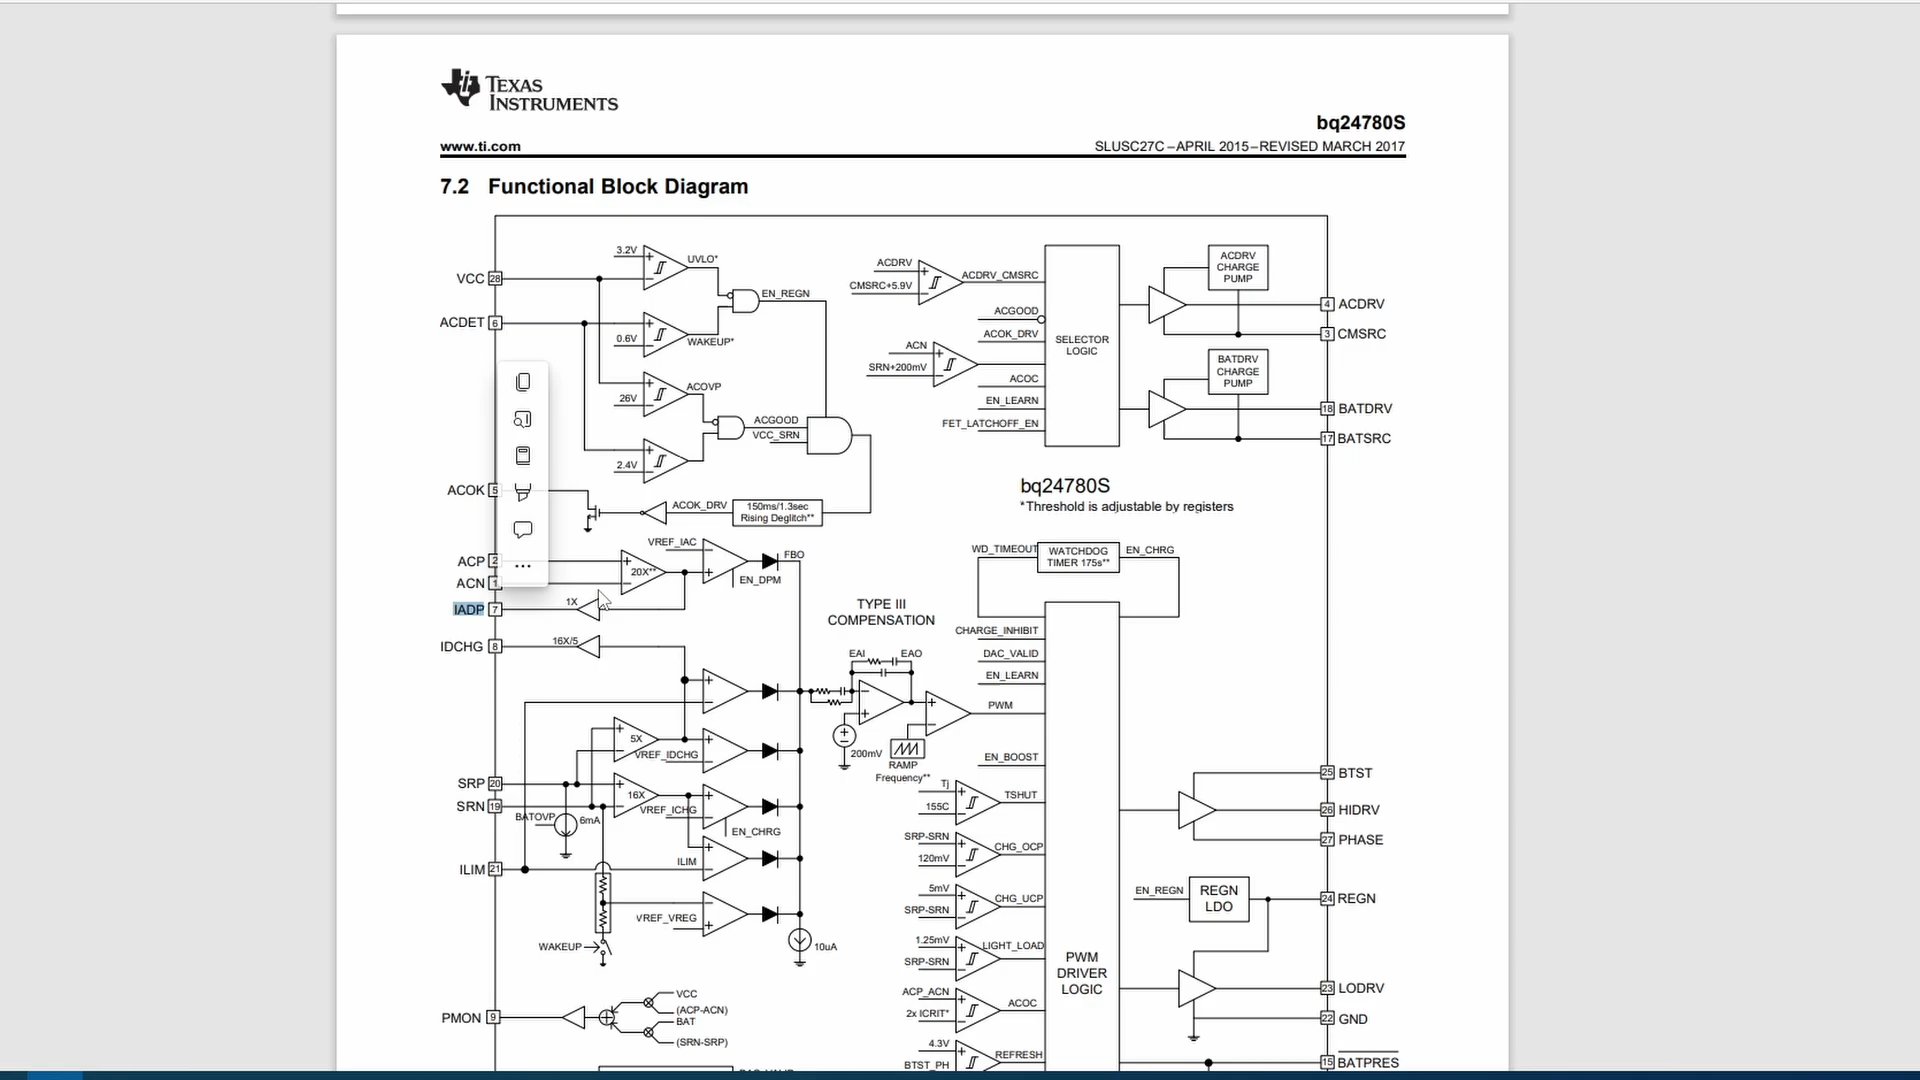 TEXAS
INSTRUMENTS
bq24780S
www.ti.com
SLUSC27C –APRIL 2015–REVISED MARCH 2017
7.2 Functional Block Diagram
3.2V
UVLO*
VCC 28
EN_REGN
ACDET 6
0.6V
WAKEUP*
ACOVP
26V
ACGOOD
VCC_SRN
2.4V
ACOK 5
ACOK_DRV
150ms/1.3sec
Rising Deglitch**
ACDRV
CMSRC+5.9V
ACDRV_CMSRC
ACGOOD
ACOK_DRV
ACN
SRN+200mV
ACOC
EN_LEARN
FET_LATCHOFF_EN
SELECTOR
LOGIC
ACDRV
CHARGE
PUMP
4 ACDRV
3 CMSRC
BATDRV
CHARGE
PUMP
18 BATDRV
17 BATSRC
bq24780S
*Threshold is adjustable by registers
VREF_IAC
FBO
ACP 2
20X**
EN_DPM
ACN 1
IADP 7
1X
IDCHG 8
16X/5
WD_TIMEOUT
WATCHDOG
TIMER 175s**
EN_CHRG
TYPE III
COMPENSATION
EAI
EAO
200mV
RAMP
Frequency**
CHARGE_INHIBIT
DAC_VALID
EN_LEARN
PWM
EN_BOOST
5X
VREF_IDCHG
SRP 20
16X
SRN 19
VREF_ICHG
BATOVP
6mA
EN_CHRG
ILIM 21
ILIM
VREF_VREG
WAKEUP
10uA
Tj
155C
TSHUT
SRP-SRN
120mV
CHG_OCP
5mV
SRP-SRN
CHG_UCP
1.25mV
SRP-SRN
LIGHT_LOAD
ACP_ACN
2x ICRIT*
ACOC
4.3V
BTST_PH
REFRESH
PWM
DRIVER
LOGIC
25 BTST
26 HIDRV
27 PHASE
EN_REGN
REGN
LDO
24 REGN
23 LODRV
22 GND
15 BATPRES
PMON 9
VCC
(ACP-ACN)
BAT
(SRN-SRP)